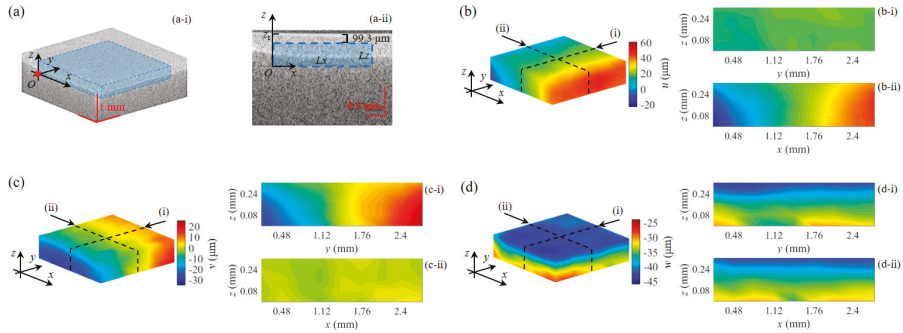 (a)
(a-i)
z
y
x
O
1 mm
z
(a-ii)
z₁
99.3 μm
Lz
O
Lx
x
0.5 mm
(b)
(ii)
(i)
z
y
x
60
40
20
0
-20
u (μm)
(b-i)
z (mm)
0.24
0.08
0.48 1.12 1.76 2.4
y (mm)
(b-ii)
z (mm)
0.24
0.08
0.48 1.12 1.76 2.4
x (mm)
(c)
(ii)
(i)
z
y
x
20
10
0
-10
-20
-30
v (μm)
(c-i)
z (mm)
0.24
0.08
0.48 1.12 1.76 2.4
y (mm)
(c-ii)
z (mm)
0.24
0.08
0.48 1.12 1.76 2.4
x (mm)
(d)
(ii)
(i)
z
y
x
-25
-30
-35
-40
-45
w (μm)
(d-i)
z (mm)
0.24
0.08
0.48 1.12 1.76 2.4
y (mm)
(d-ii)
z (mm)
0.24
0.08
0.48 1.12 1.76 2.4
x (mm)